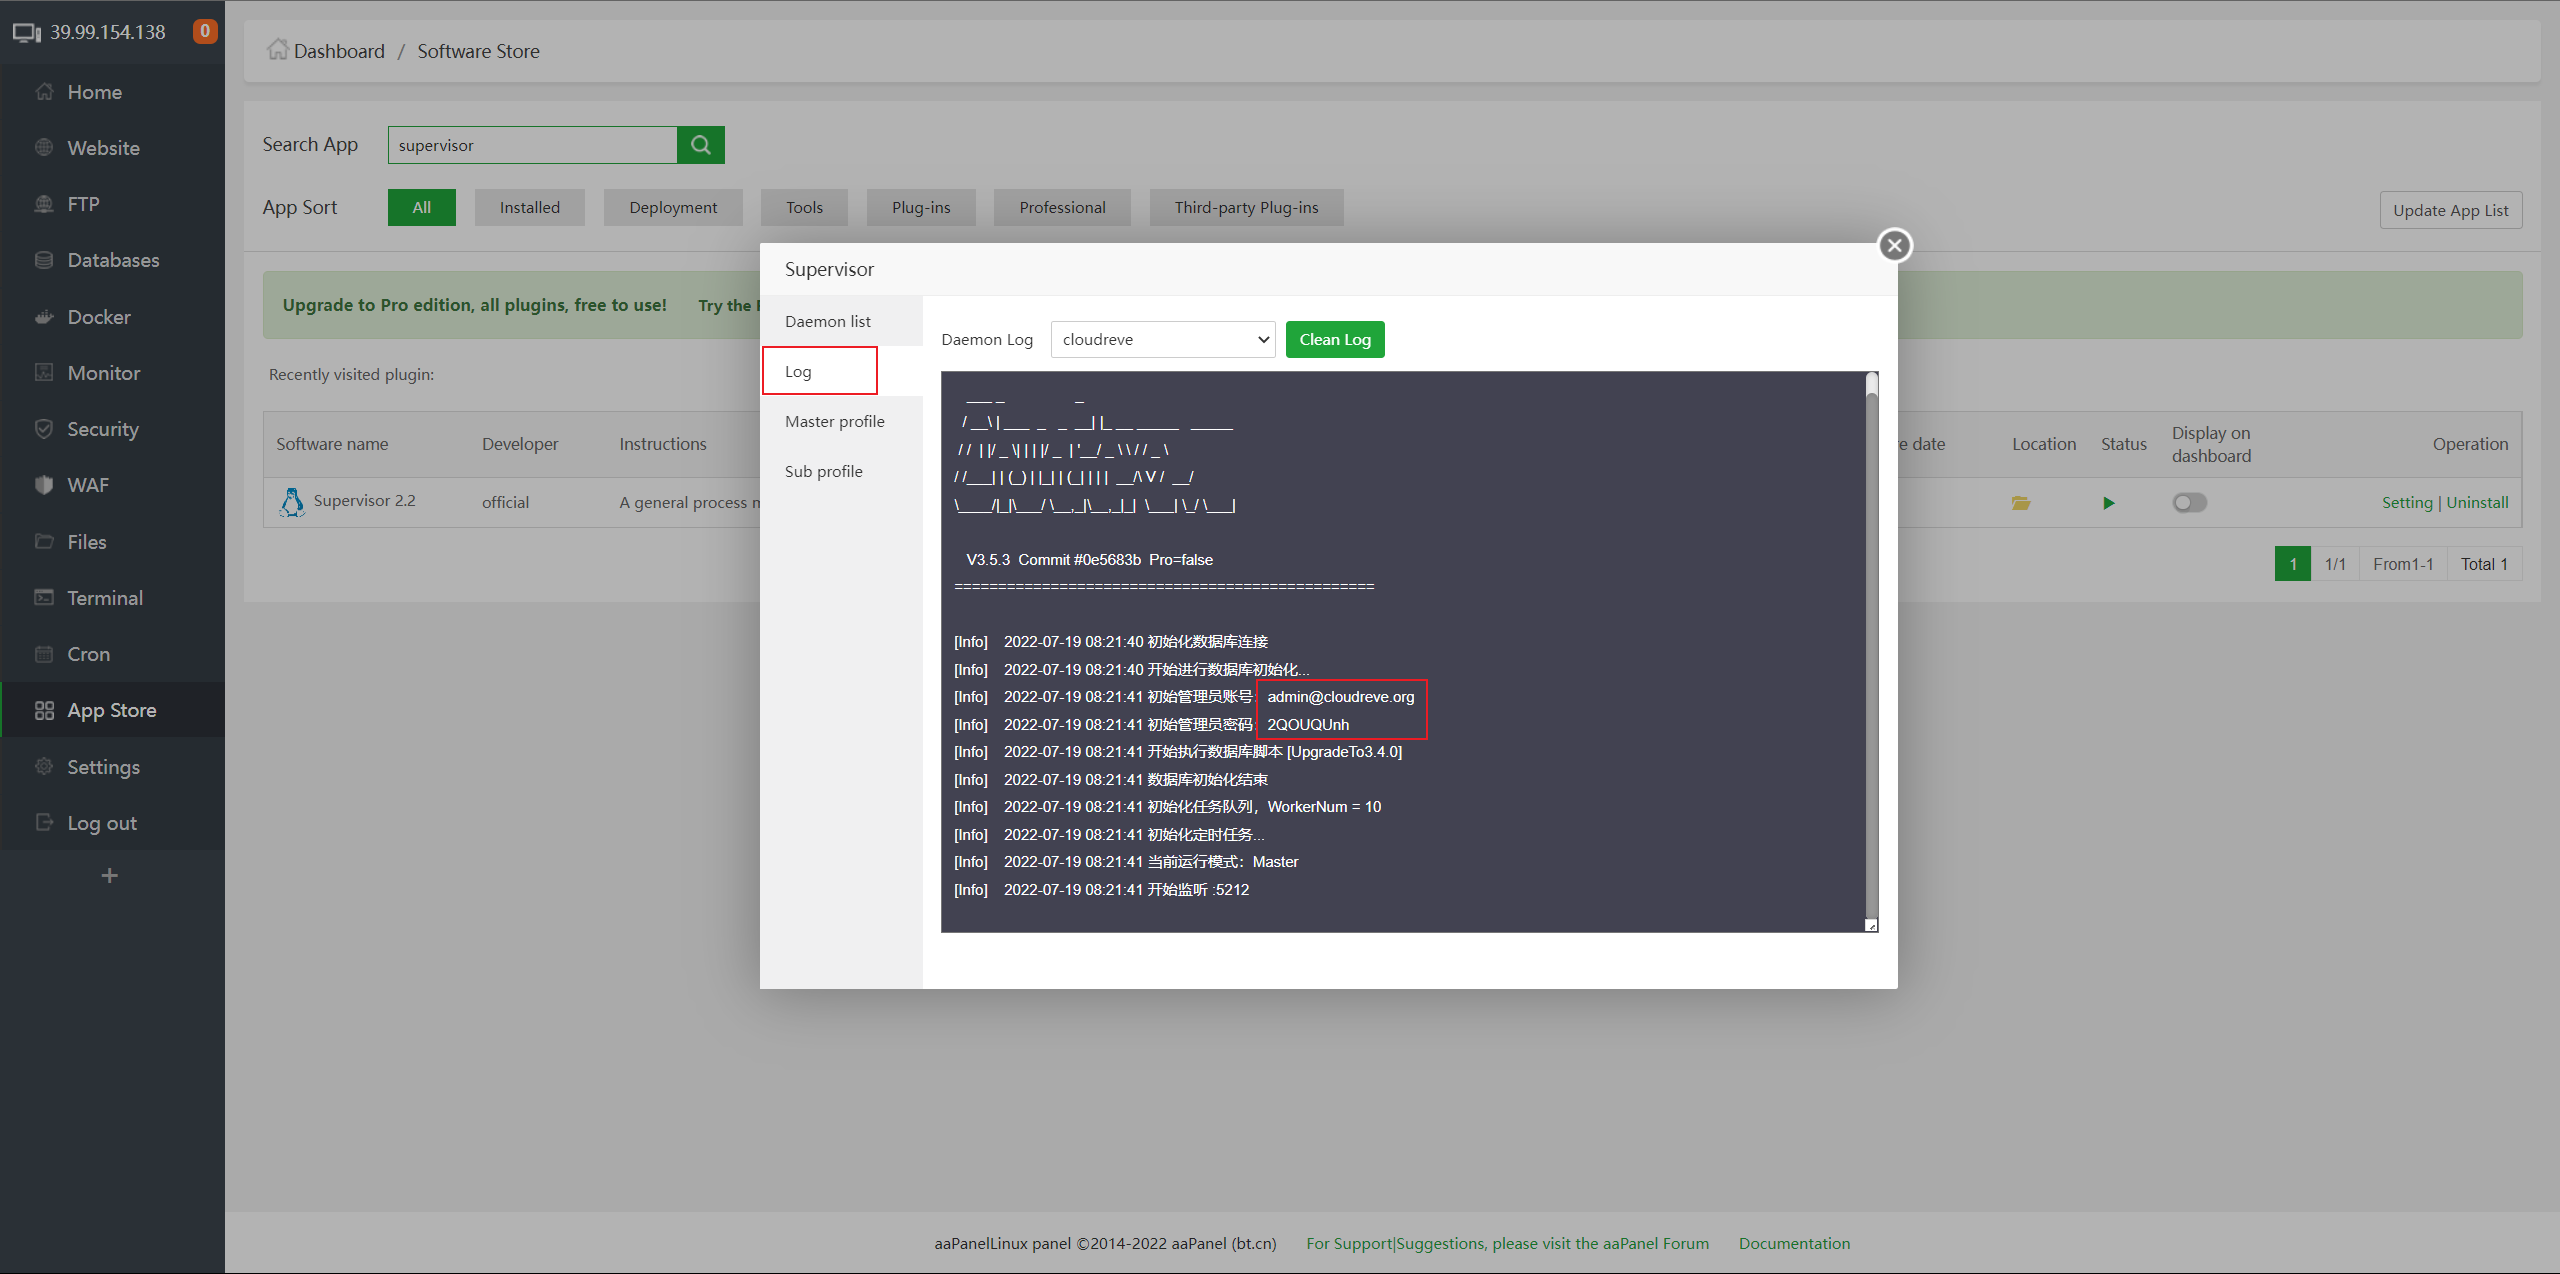 39.99.154.138
0
Home
Website
FTP
Databases
Docker
Monitor
Security
WAF
Files
Terminal
Cron
App Store
Settings
Log out
Dashboard / Software Store
Search App
supervisor
App Sort
All
Installed
Deployment
Tools
Plug-ins
Professional
Third-party Plug-ins
Update App List
Upgrade to Pro edition, all plugins, free to use!
Try the
Recently visited plugin:
Software name
Developer
Instructions
date
Location
Status
Display on
dashboard
Operation
Supervisor 2.2
official
A general process
Setting | Uninstall
1
1/1
From1-1
Total 1
Supervisor
Daemon list
Log
Master profile
Sub profile
Daemon Log
cloudreve
Clean Log
V3.5.3 Commit #0e5683b Pro=false
================================================
[Info] 2022-07-19 08:21:40 初始化数据库连接
[Info] 2022-07-19 08:21:40 开始进行数据库初始化...
[Info] 2022-07-19 08:21:41 初始管理员账号: admin@cloudreve.org
[Info] 2022-07-19 08:21:41 初始管理员密码: 2QOUQUnh
[Info] 2022-07-19 08:21:41 开始执行数据库脚本 [UpgradeTo3.4.0]
[Info] 2022-07-19 08:21:41 数据库初始化结束
[Info] 2022-07-19 08:21:41 初始化任务队列，WorkerNum = 10
[Info] 2022-07-19 08:21:41 初始化定时任务...
[Info] 2022-07-19 08:21:41 当前运行模式：Master
[Info] 2022-07-19 08:21:41 开始监听 :5212
aaPanelLinux panel ©2014-2022 aaPanel (bt.cn)
For Support|Suggestions, please visit the aaPanel Forum
Documentation